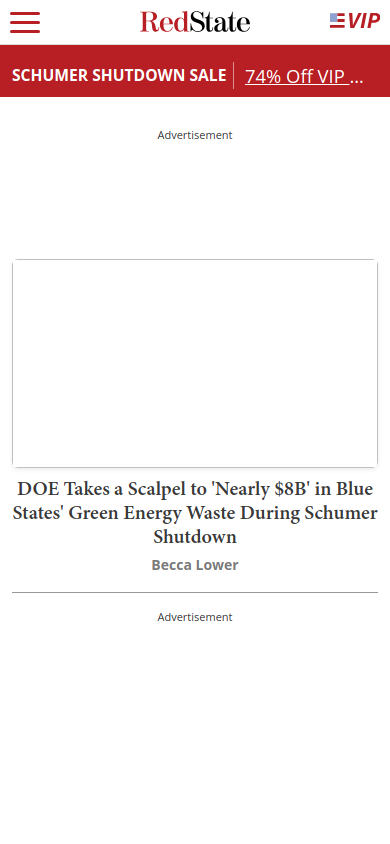 RedState
VIP
SCHUMER SHUTDOWN SALE
74% Off VIP ...
Advertisement
DOE Takes a Scalpel to 'Nearly $8B' in Blue
States' Green Energy Waste During Schumer
Shutdown
Becca Lower
Advertisement